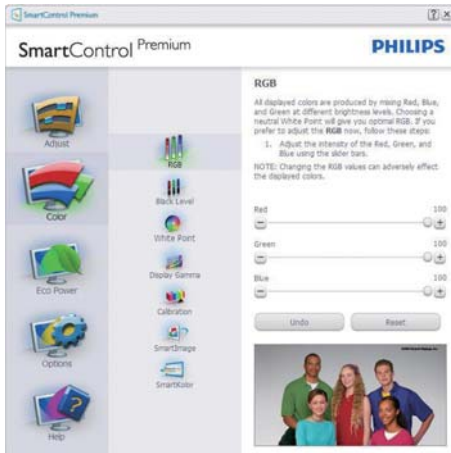 SmartControl Premium
SmartControl Premium
PHILIPS
Adjust
Color
Eco Power
Options
Help
RGB
Black Level
White Point
Display Gamma
Calibration
SmartImage
SmartKolor
RGB
All displayed colors are produced by mixing Red, Blue,
and Green at different brightness levels. Choosing a
neutral White Point will give you optimal RGB. If you
prefer to adjust the RGB now, follow these steps:
1. Adjust the intensity of the Red, Green, and
Blue using the slider bars.
NOTE: Changing the RGB values can adversely effect
the displayed colors.
Red 100
Green 100
Blue 100
Undo Reset